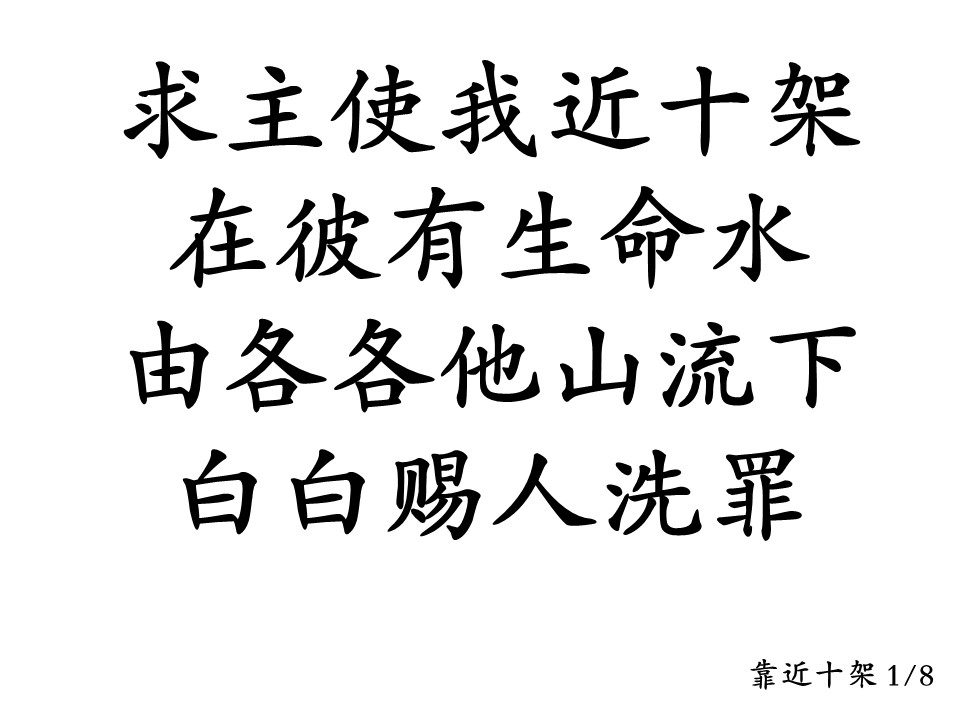 求主使我近十架
在彼有生命水
由各各他山流下
白白赐人洗罪
靠近十架 1/8